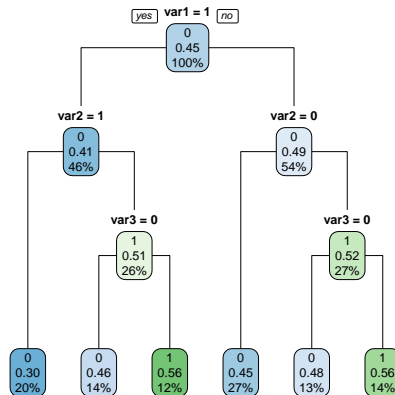 yes var1 = 1 no
0
0.45
100%
var2 = 1 var2 = 0
0 0
0.41 0.49
46% 54%
var3 = 0 var3 = 0
1 1
0.51 0.52
26% 27%
0 0 1 0 0 1
0.30 0.46 0.56 0.45 0.48 0.56
20% 14% 12% 27% 13% 14%